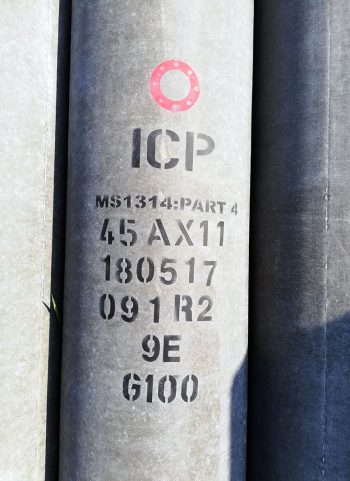 ICP
MS1314:PART 4
45 AX11
180517
091 R2
9E
G100